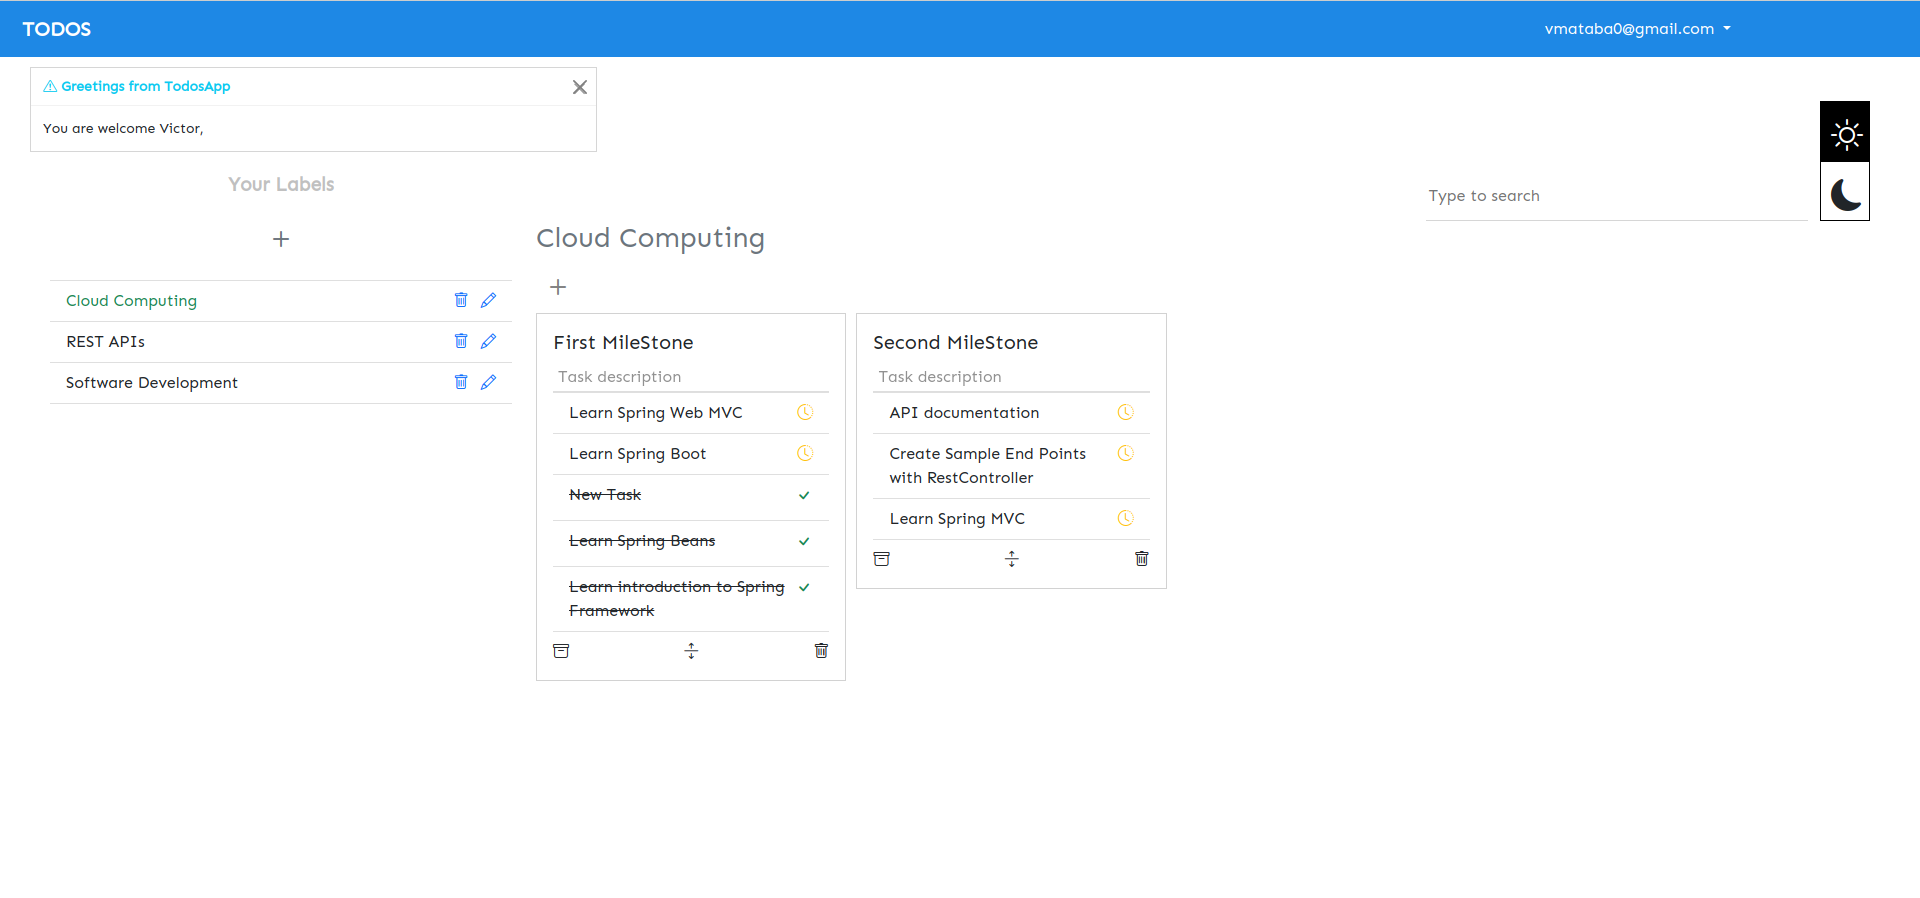 TODOS
vmataba0@gmail.com
Greetings from TodosApp
You are welcome Victor,
Your Labels
Type to search
Cloud Computing
REST APIs
Software Development
Cloud Computing
First MileStone
Task description
Learn Spring Web MVC
Learn Spring Boot
New Task
Learn Spring Beans
Learn introduction to Spring
Framework
Second MileStone
Task description
API documentation
Create Sample End Points
with RestController
Learn Spring MVC